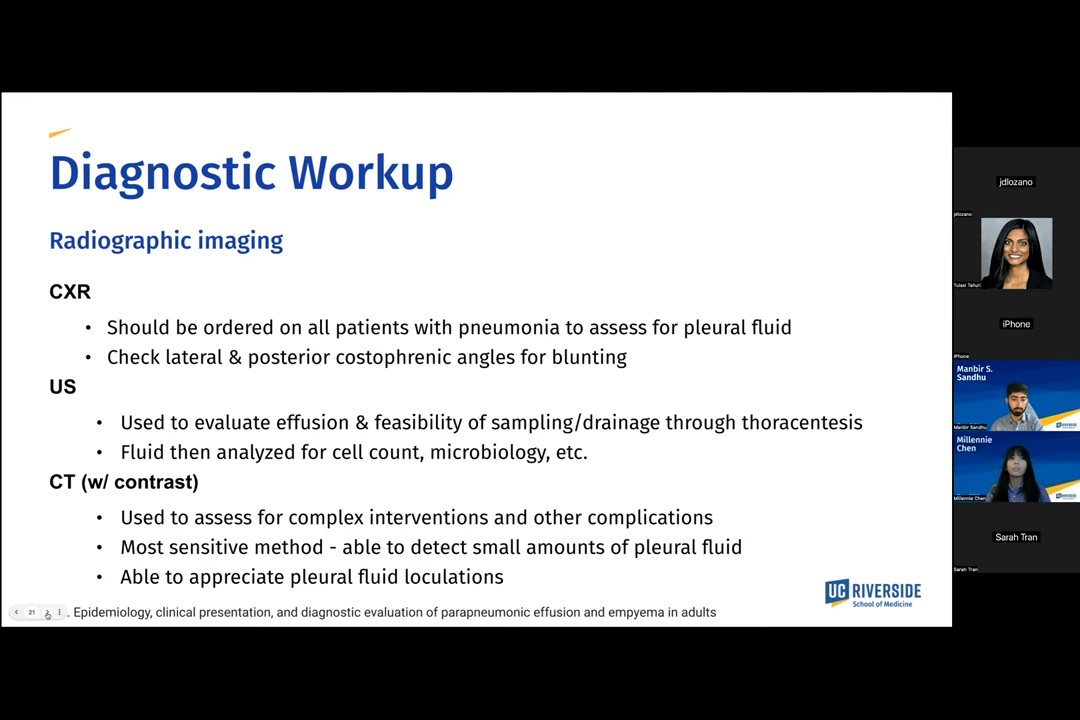 Diagnostic Workup
Radiographic imaging
CXR
• Should be ordered on all patients with pneumonia to assess for pleural fluid
• Check lateral & posterior costophrenic angles for blunting
US
• Used to evaluate effusion & feasibility of sampling/drainage through thoracentesis
• Fluid then analyzed for cell count, microbiology, etc.
CT (w/ contrast)
• Used to assess for complex interventions and other complications
• Most sensitive method - able to detect small amounts of pleural fluid
• Able to appreciate pleural fluid loculations
21
. Epidemiology, clinical presentation, and diagnostic evaluation of parapneumonic effusion and empyema in adults
UC RIVERSIDE
School of Medicine
jdlozano
jdlozano
Tulasi Talluri
iPhone
iPhone
Manbir S.
Sandhu
Manbir Sandhu
Millennie
Chen
Millennie Chen
Sarah Tran
Sarah Tran